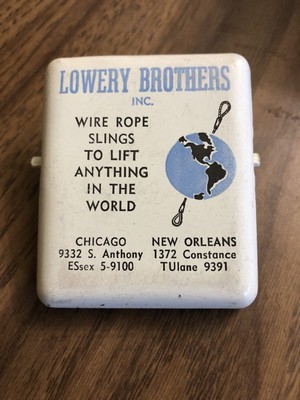 LOWERY BROTHERS
INC.
WIRE ROPE
SLINGS
TO LIFT
ANYTHING
IN THE
WORLD
CHICAGO
9332 S. Anthony
ESsex 5-9100
NEW ORLEANS
1372 Constance
TUlane 9391